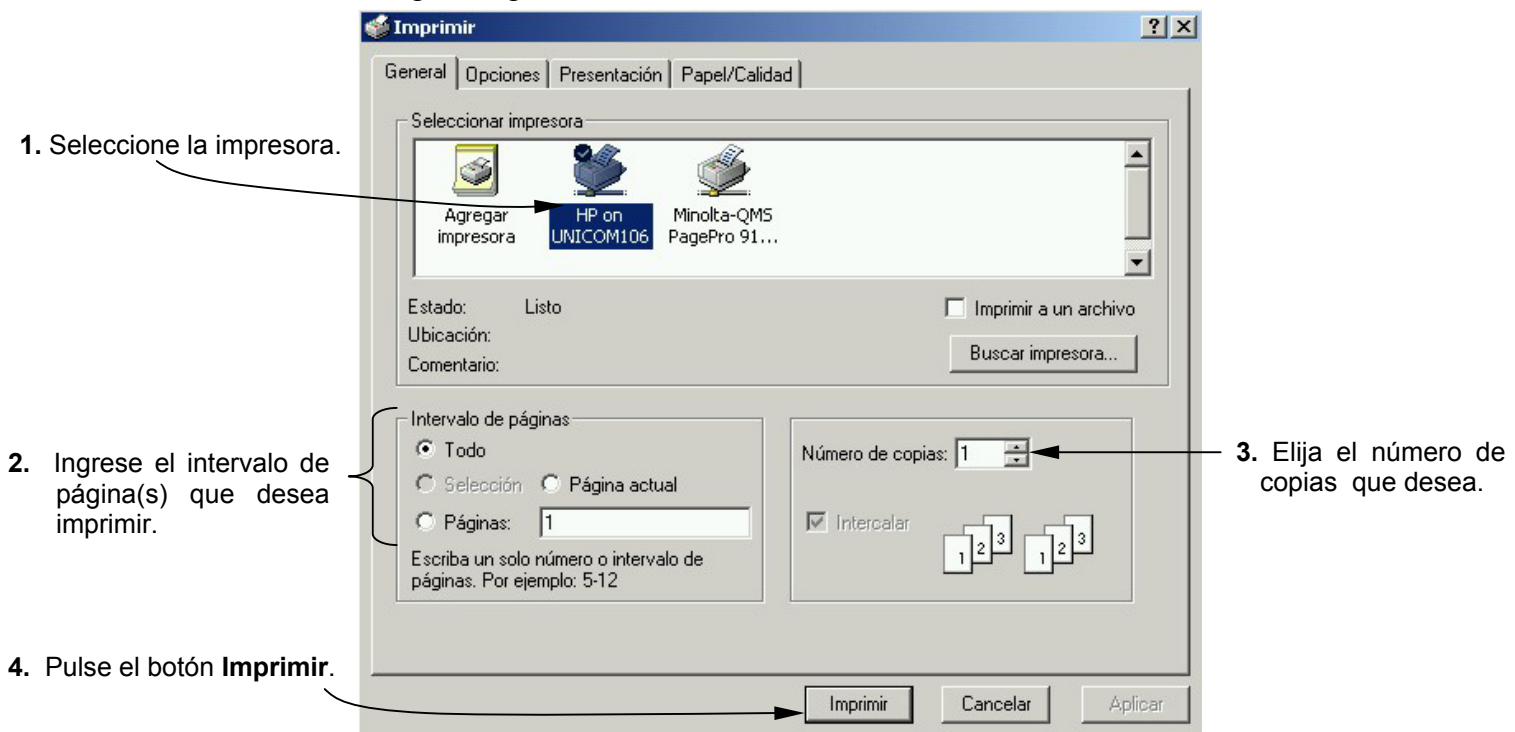 Imprimir
General Opciones Presentación Papel/Calidad
Seleccionar impresora
1. Seleccione la impresora.
Agregar impresora
HP on UNICOM106
Minolta-QMS PagePro 91...
Estado: Listo
Imprimir a un archivo
Ubicación:
Buscar impresora...
Comentario:
Intervalo de páginas
Todo
Selección Página actual
Páginas: 1
Escriba un solo número o intervalo de
páginas. Por ejemplo: 5-12
2. Ingrese el intervalo de
página(s) que desea
imprimir.
Número de copias: 1
Intercalar
1 2 3 1 2 3
3. Elija el número de
copias que desea.
4. Pulse el botón Imprimir.
Imprimir Cancelar Aplicar